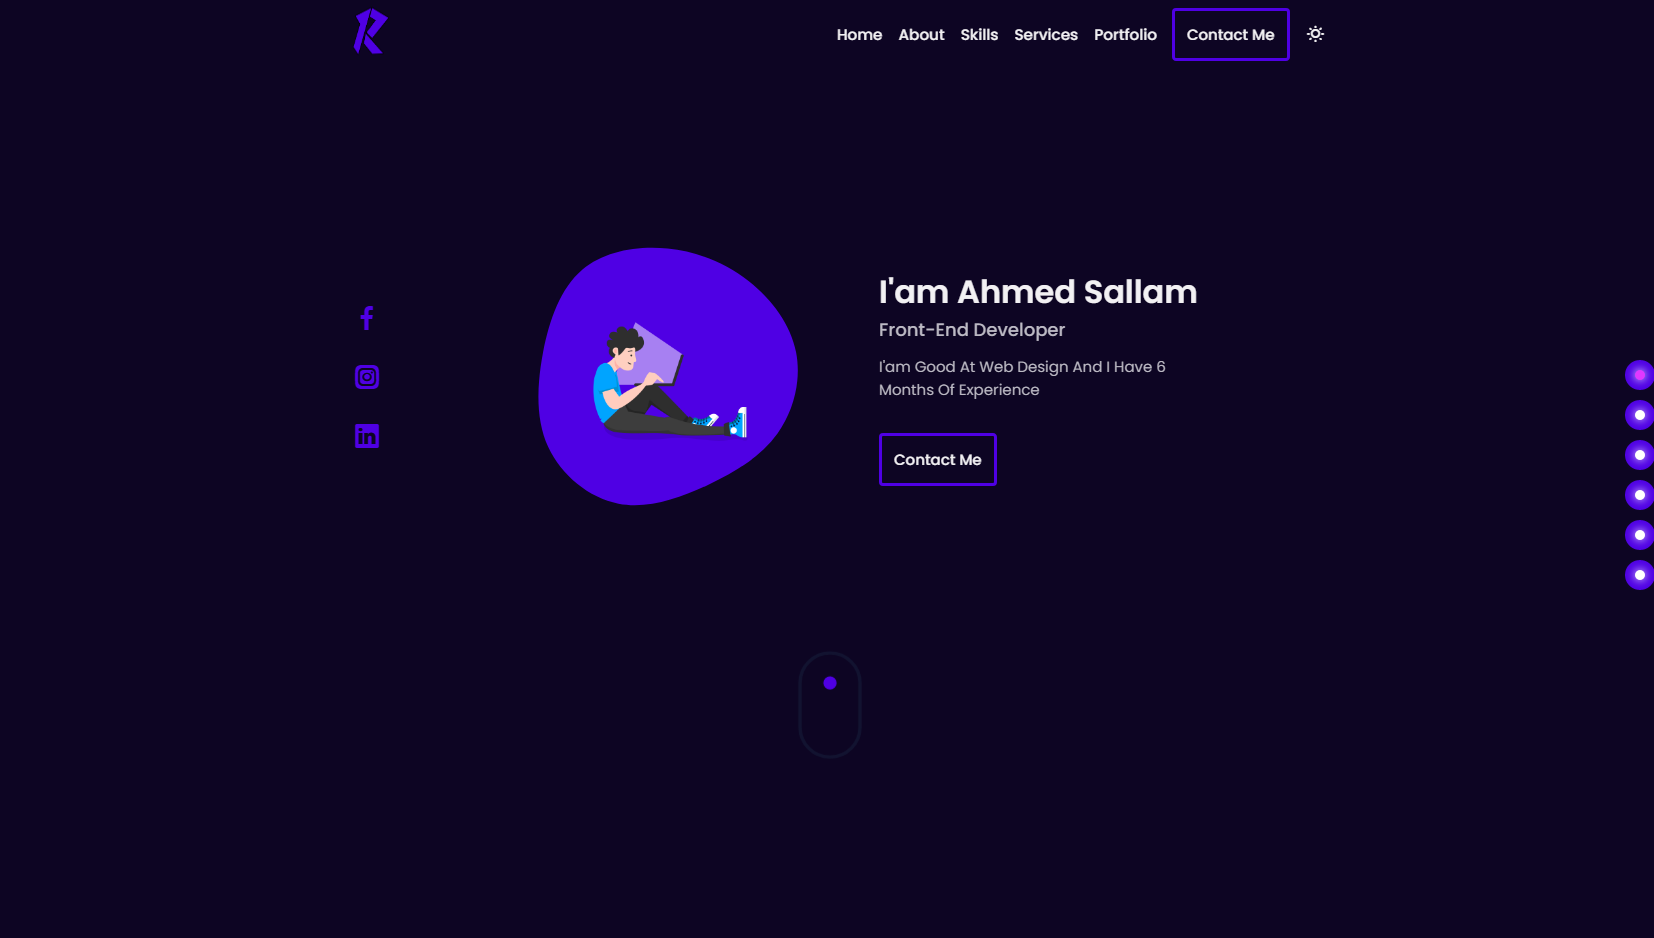 Home About Skills Services Portfolio Contact Me
I'am Ahmed Sallam
Front-End Developer
I'am Good At Web Design And I Have 6
Months Of Experience
Contact Me